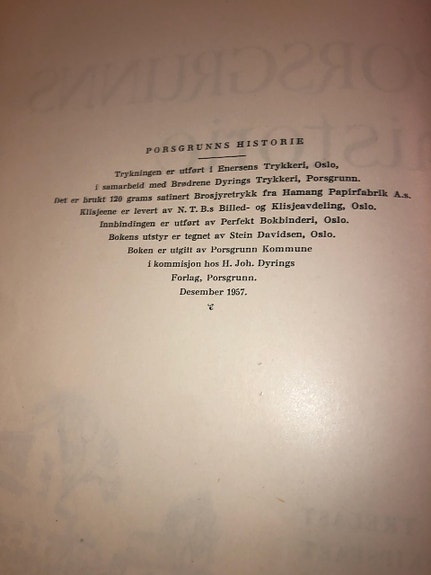 PORSGRUNNS HISTORIE
Trykningen er utført i Enersens Trykkeri, Oslo,
i samarbeid med Brødrene Dyrings Trykkeri, Porsgrunn.
Det er brukt 120 grams satinert Brosjyretrykk fra Hamang Papirfabrik A.s.
Klisjeene er levert av N. T. B.s Billed- og Klisjeavdeling, Oslo.
Innbindingen er utført av Perfekt Bokbinderi, Oslo.
Bokens utstyr er tegnet av Stein Davidsen, Oslo.
Boken er utgitt av Porsgrunn Kommune
i kommisjon hos H. Joh. Dyrings
Forlag, Porsgrunn.
Desember 1957.